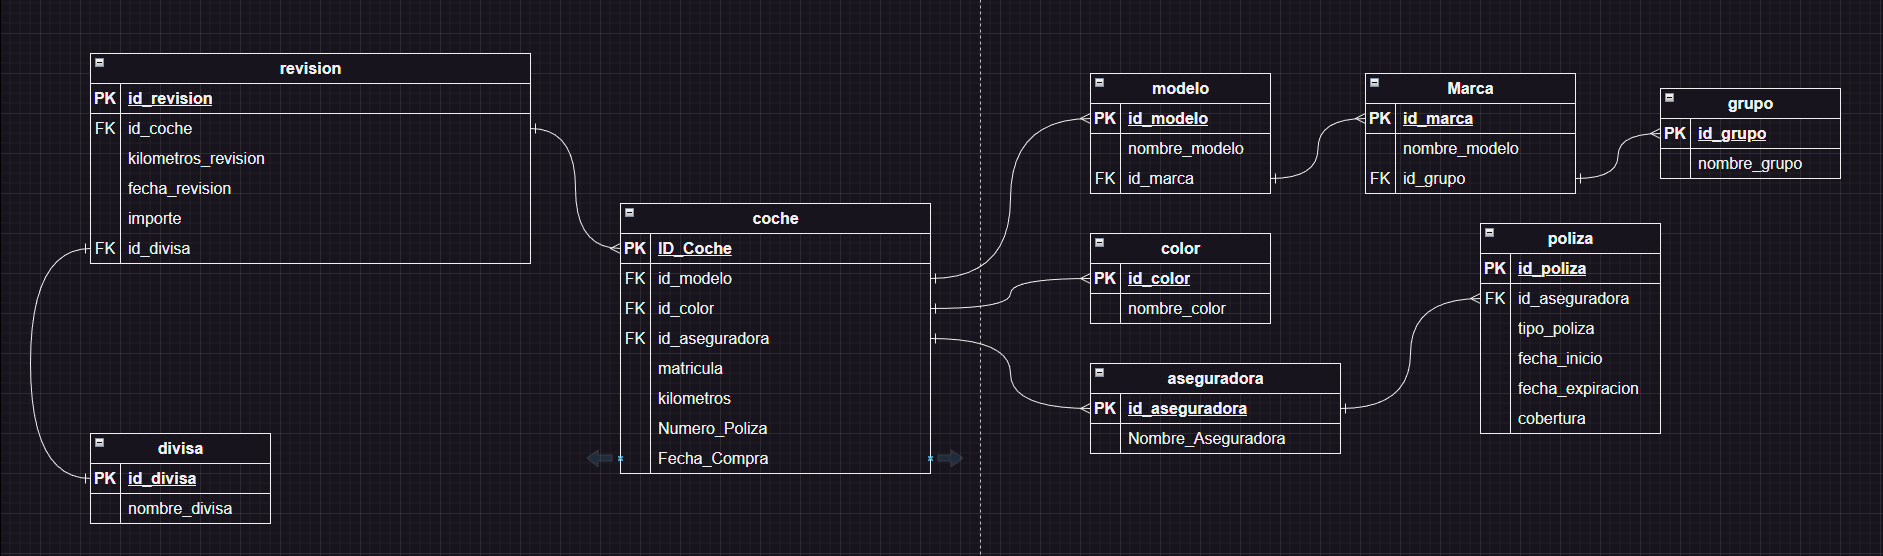 revision
PK id_revision
FK id_coche
kilometros_revision
fecha_revision
importe
FK id_divisa
divisa
PK id_divisa
nombre_divisa
coche
PK ID_Coche
FK id_modelo
FK id_color
FK id_aseguradora
matricula
kilometros
Numero_Poliza
Fecha_Compra
modelo
PK id_modelo
nombre_modelo
FK id_marca
Marca
PK id_marca
nombre_modelo
FK id_grupo
grupo
PK id_grupo
nombre_grupo
color
PK id_color
nombre_color
aseguradora
PK id_aseguradora
Nombre_Aseguradora
poliza
PK id_poliza
FK id_aseguradora
tipo_poliza
fecha_inicio
fecha_expiracion
cobertura